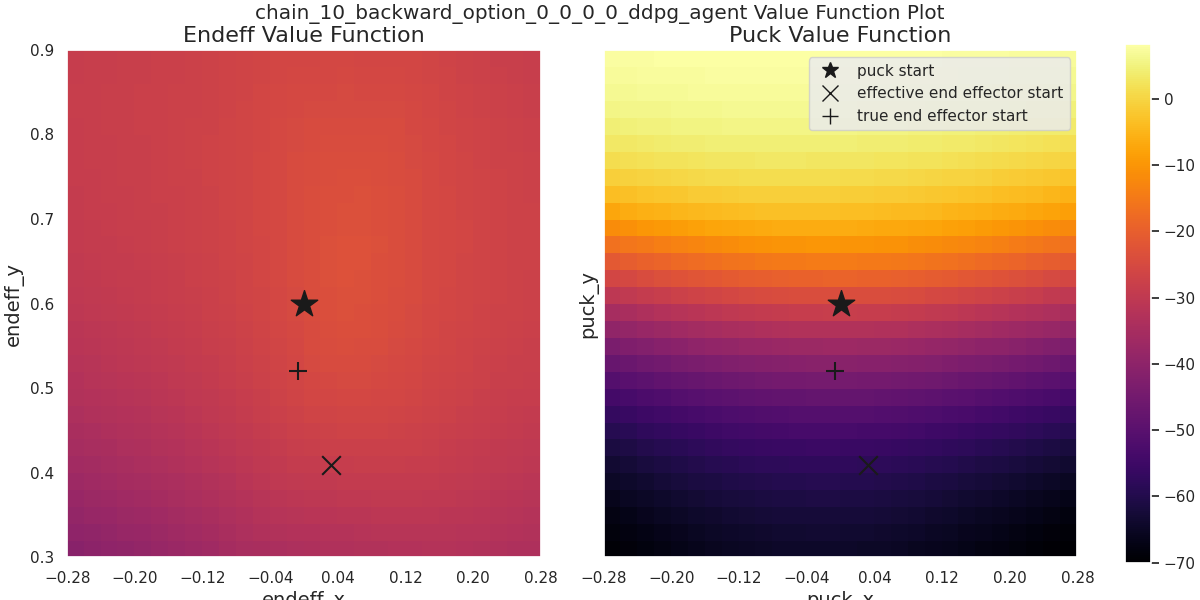 chain_10_backward_option_0_0_0_0_ddpg_agent Value Function Plot
Endeff Value Function
Puck Value Function
puck start
effective end effector start
true end effector start
endeff_y
0.9
0.8
0.7
0.6
0.5
0.4
0.3
−0.28 −0.20 −0.12 −0.04 0.04 0.12 0.20 0.28
endeff_x
puck_y
−0.28 −0.20 −0.12 −0.04 0.04 0.12 0.20 0.28
puck_x
0
−10
−20
−30
−40
−50
−60
−70